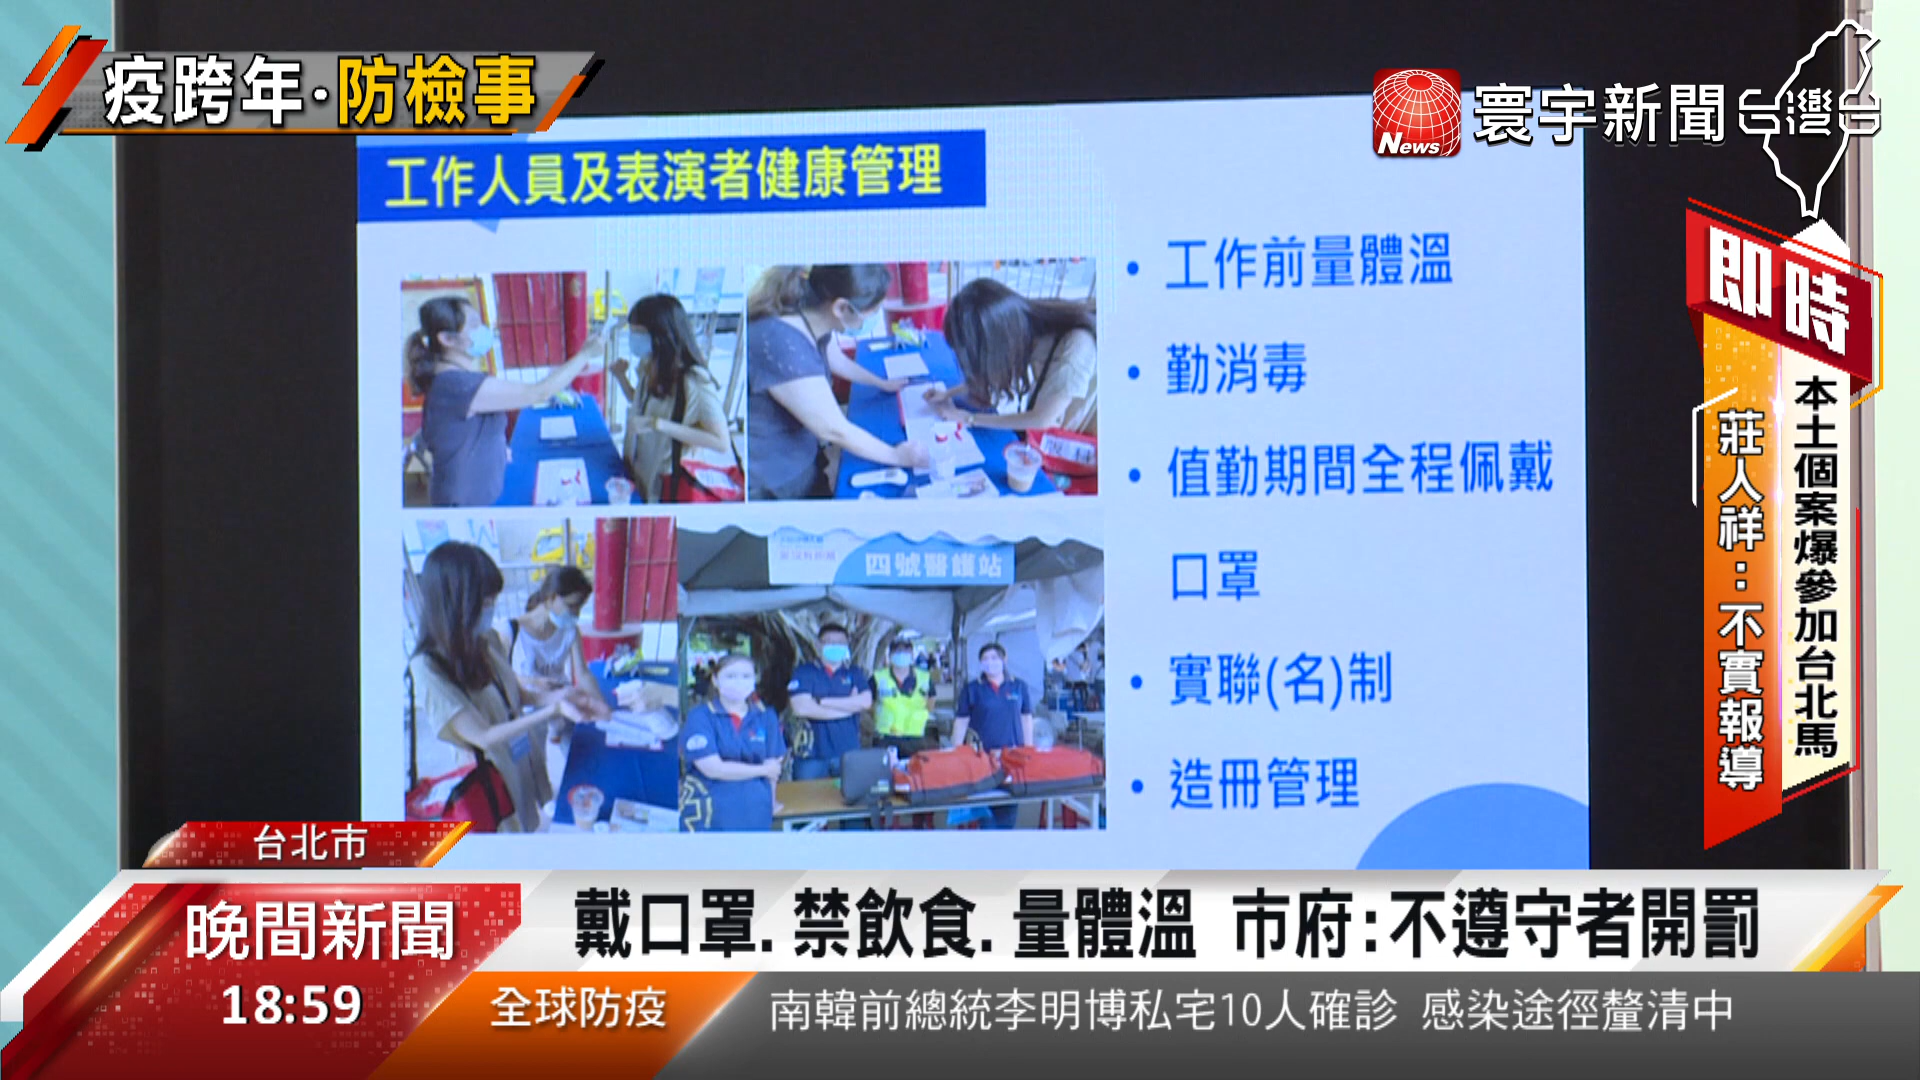 疫跨年·防檢事
News 寰宇新聞 台灣台
工作人員及表演者健康管理
• 工作前量體溫
• 勤消毒
• 值勤期間全程佩戴
口罩
• 實聯(名)制
• 造冊管理
四號醫護站
即時
本土個案爆參加台北馬
莊人祥：不實報導
台北市
晚間新聞
戴口罩.禁飲食.量體溫 市府:不遵守者開罰
18:59
全球防疫
南韓前總統李明博私宅10人確診 感染途徑釐清中